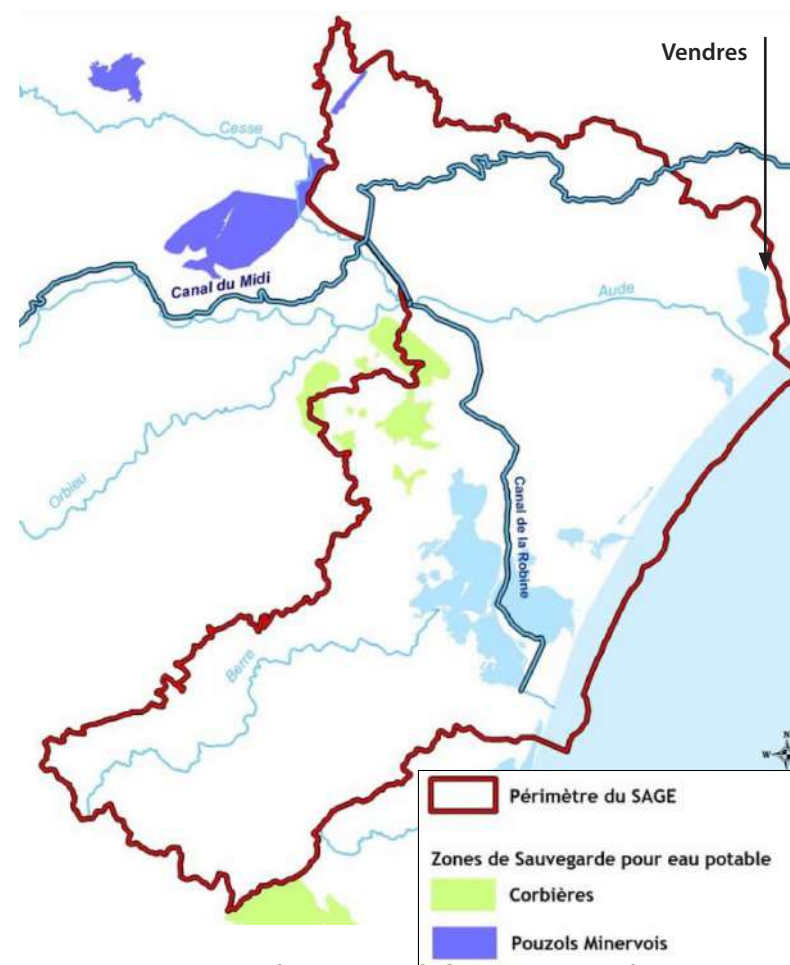 Vendres
Cesse
Canal du Midi
Aude
Orbieu
Canal de la Robine
Berre
N
W
Périmètre du SAGE
Zones de Sauvegarde pour eau potable
Corbières
Pouzols Minervois